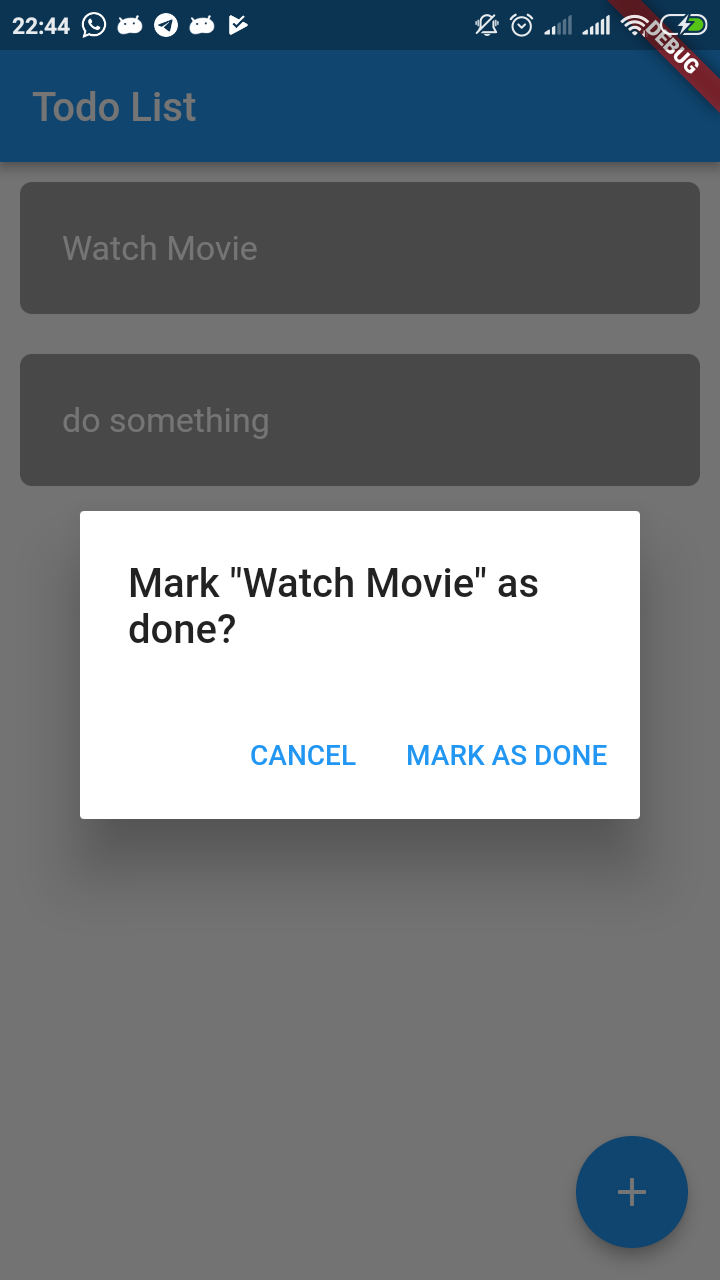 22:44
DEBUG
Todo List
Watch Movie
do something
Mark "Watch Movie" as
done?
CANCEL
MARK AS DONE